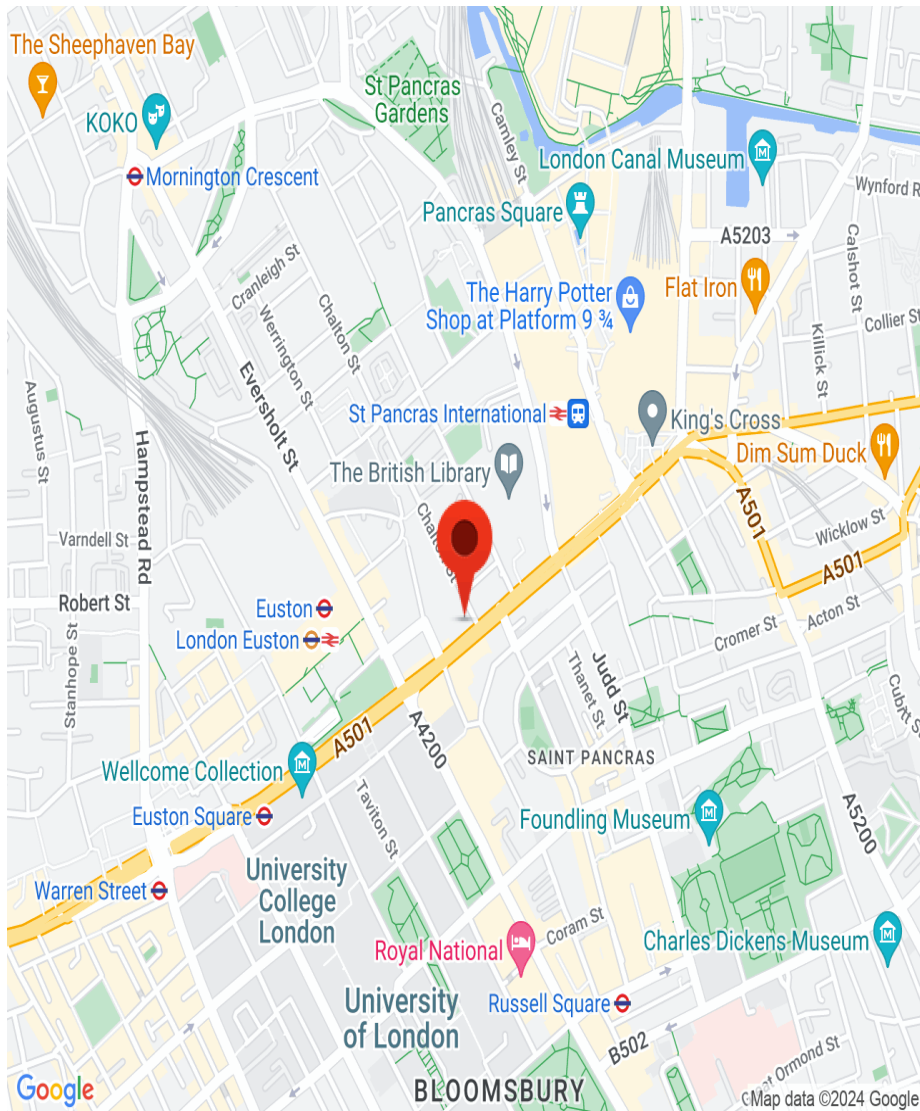 The Sheephaven Bay
KOKO
Mornington Crescent
St Pancras
Gardens
Camley St
London Canal Museum
Wynford R
Pancras Square
A5203
Calshot St
Cranleigh St
The Harry Potter
Shop at Platform 9 ¾
Flat Iron
Collier St
Killick St
Werrington St
Chalton St
Eversholt St
Augustus St
Hampstead Rd
St Pancras International
King's Cross
Dim Sum Duck
The British Library
A501
Wicklow St
A501
Varndell St
Robert St
Euston
London Euston
Stanhope St
Acton St
Cromer St
Judd St
Thanet St
Cubitt St
A501
A4200
SAINT PANCRAS
Wellcome Collection
Euston Square
Taviton St
Foundling Museum
A5200
Warren Street
University
College
London
Royal National
Coram St
Charles Dickens Museum
University
of London
Russell Square
B502
Ormond St
BLOOMSBURY
Google
Map data ©2024 Google